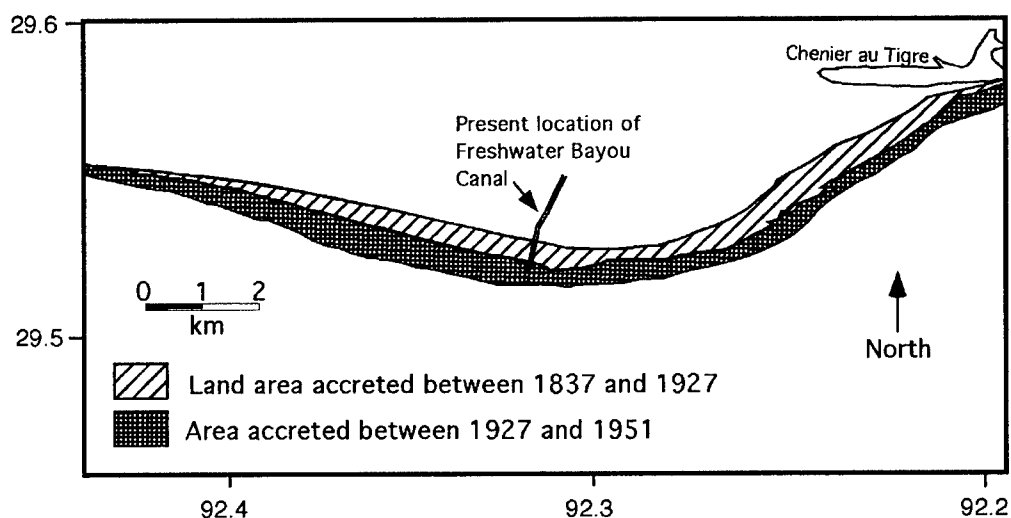 29.6
Chenier au Tigre
Present location of
Freshwater Bayou
Canal
0 1 2
km
29.5
North
Land area accreted between 1837 and 1927
Area accreted between 1927 and 1951
92.4
92.3
92.2